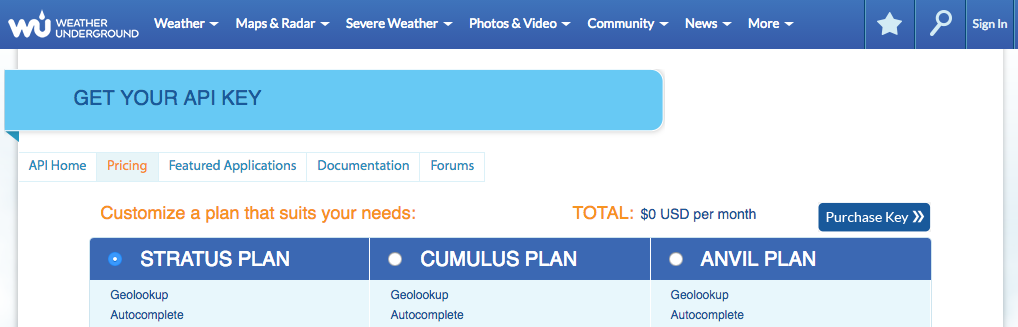 WEATHER UNDERGROUND Weather Maps & Radar Severe Weather Photos & Video Community News More Sign In
GET YOUR API KEY
API Home Pricing Featured Applications Documentation Forums
Customize a plan that suits your needs: TOTAL: $0 USD per month Purchase Key »
STRATUS PLAN CUMULUS PLAN ANVIL PLAN
Geolookup Geolookup Geolookup
Autocomplete Autocomplete Autocomplete